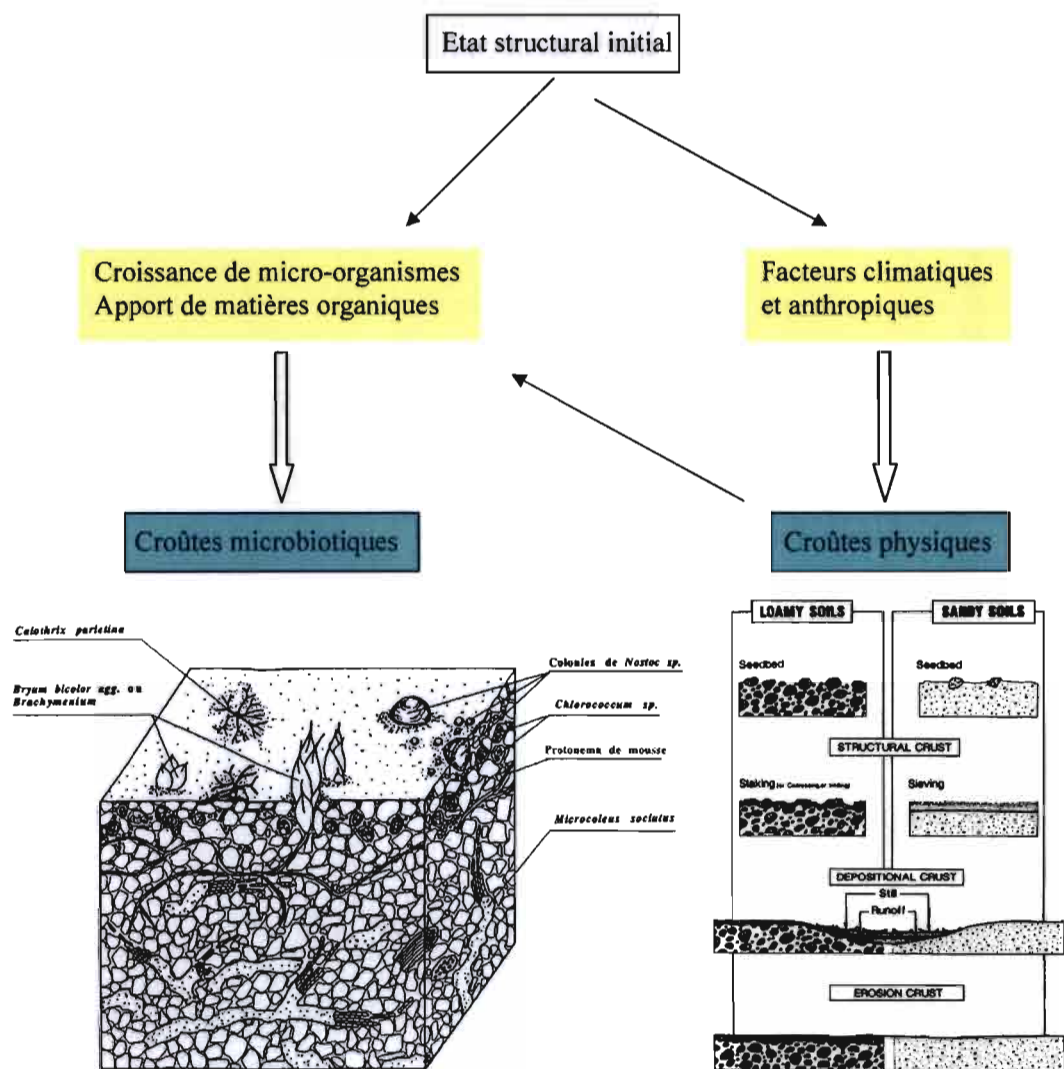 Etat structural initial
Croissance de micro-organismes
Apport de matières organiques
Facteurs climatiques
et anthropiques
Croûtes microbiotiques
Croûtes physiques
Calothrix parietina
Bryum bicolor agg. ou
Brachymenium
Colonies de Nostoc sp.
Chlorococcum sp.
Protonema de mousse
Microcoleus sociatus
LOAMY SOILS
SANDY SOILS
Seedbed
Seedbed
STRUCTURAL CRUST
Slaking (or
Sieving
DEPOSITIONAL CRUST
Still
Runoff
EROSION CRUST